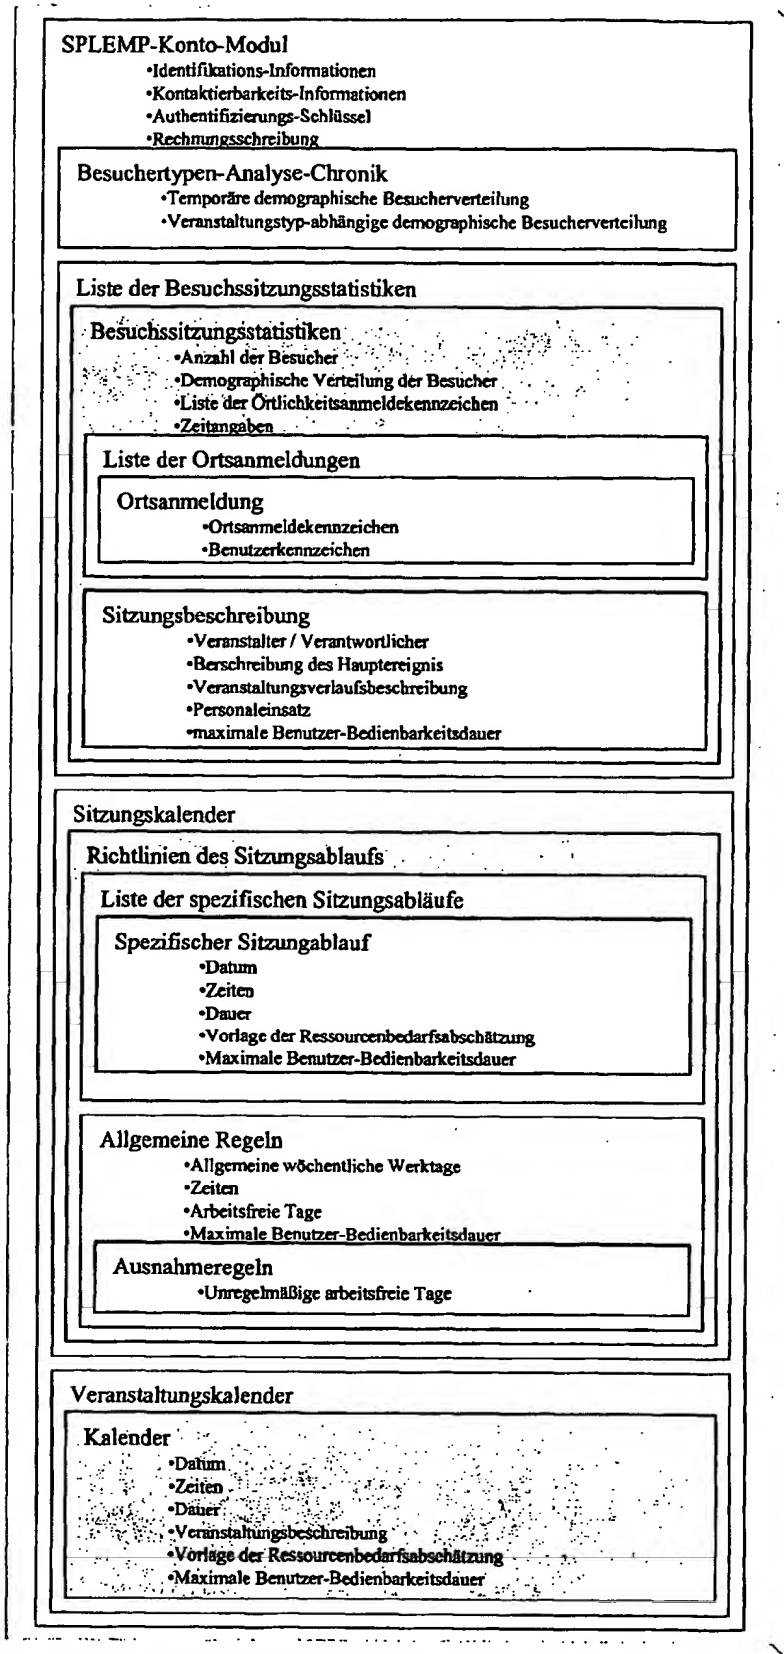 SPLEMP-Konto-Modul
•Identifikations-Informationen
•Kontaktierbarkeits-Informationen
•Authentifizierungs-Schlüssel
•Rechnungsschreibung
Besuchertypen-Analyse-Chronik
•Temporäre demographische Besucherverteilung
•Veranstaltungstyp-abhängige demographische Besucherverteilung
Liste der Besuchssitzungsstatistiken
Besuchssitzungsstatistiken
•Anzahl der Besucher
•Demographische Verteilung der Besucher
•Liste der Örtlichkeitsanmeldekennzeichen
•Zeitangaben
Liste der Ortsanmeldungen
Ortsanmeldung
•Ortsanmeldekennzeichen
•Benutzerkennzeichen
Sitzungsbeschreibung
•Veranstalter / Verantwortlicher
•Berschreibung des Hauptereignis
•Veranstaltungsverlaufsbeschreibung
•Personaleinsatz
•maximale Benutzer-Bedienbarkeitsdauer
Sitzungskalender
Richtlinien des Sitzungsablaufs
Liste der spezifischen Sitzungsabläufe
Spezifischer Sitzungablauf
•Datum
•Zeiten
•Dauer
•Vorlage der Ressourcenbedarfsabschätzung
•Maximale Benutzer-Bedienbarkeitsdauer
Allgemeine Regeln
•Allgemeine wöchentliche Werktage
•Zeiten
•Arbeitsfreie Tage
•Maximale Benutzer-Bedienbarkeitsdauer
Ausnahmeregeln
•Unregelmäßige arbeitsfreie Tage
Veranstaltungskalender
Kalender
•Datum
•Zeiten
•Dauer
•Veranstaltungsbeschreibung
•Vorlage der Ressourcenbedarfsabschätzung
•Maximale Benutzer-Bedienbarkeitsdauer